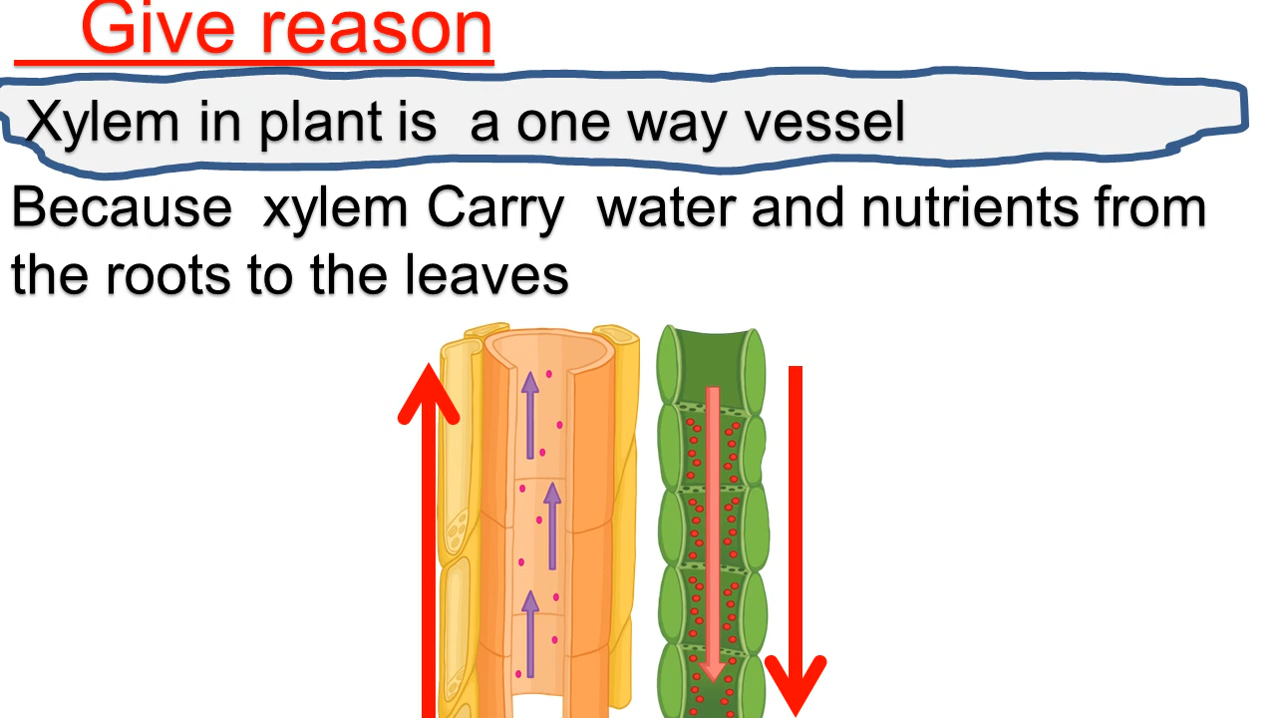 Give reason
Xylem in plant is a one way vessel
Because xylem Carry water and nutrients from
the roots to the leaves